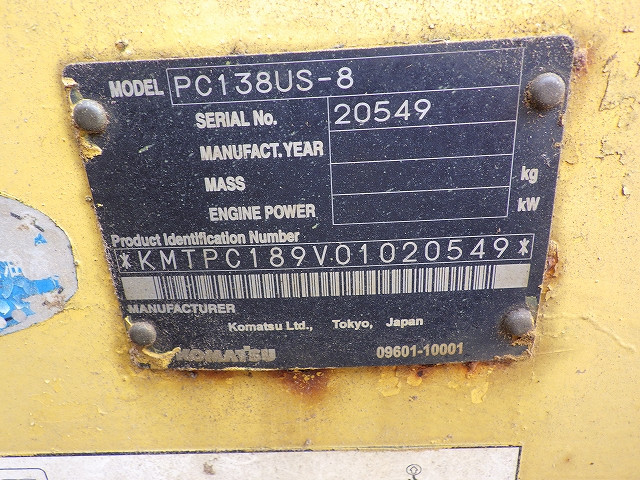 MODEL PC138US-8
SERIAL No. 20549
MANUFACT.YEAR
MASS kg
ENGINE POWER kW
Product Identification Number
*KMTPC189V01020549*
MANUFACTURER
Komatsu Ltd., Tokyo, Japan
KOMATSU 09601-10001